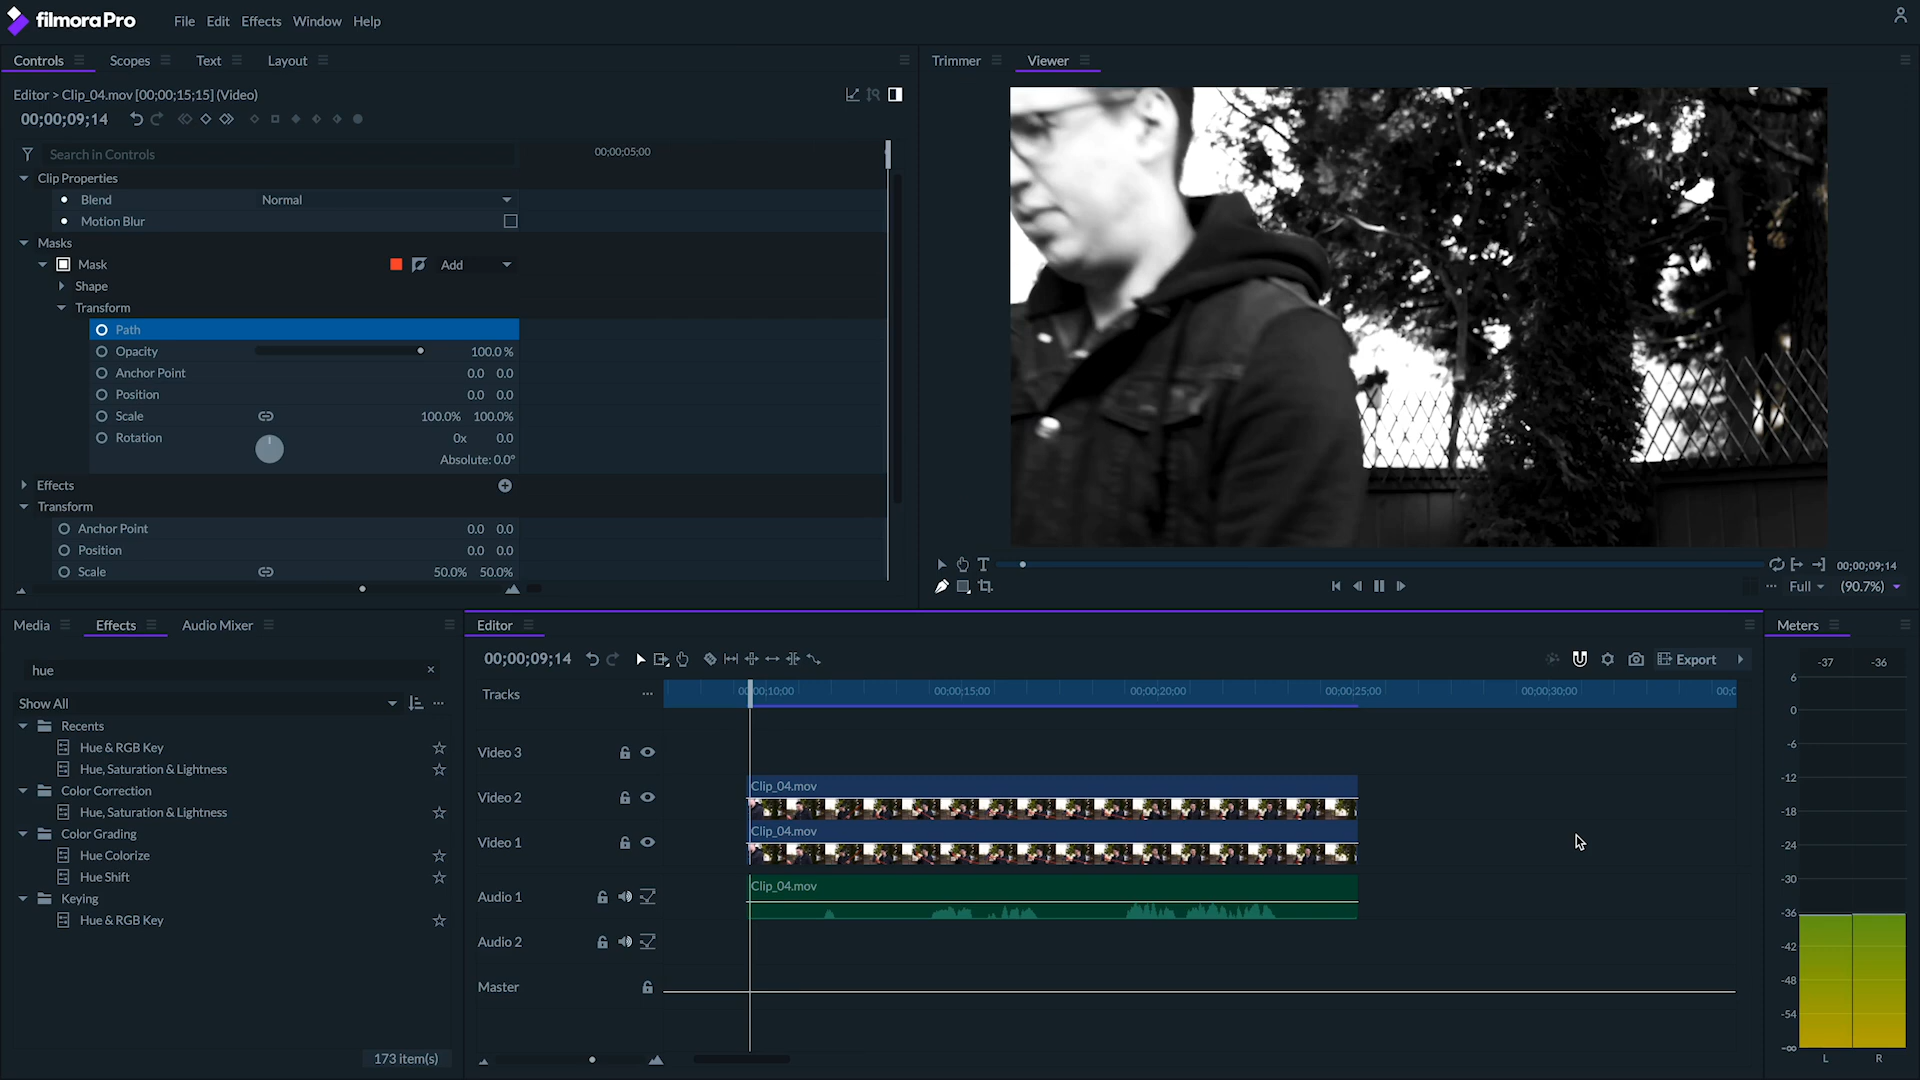 filmoraPro File Edit Effects Window Help
Controls Scopes Text Layout
Editor > Clip_04.mov [00;00;15;15] (Video)
00;00;09;14
Search in Controls 00;00;05;00
Clip Properties
Blend Normal
Motion Blur
Masks
Mask Add
Shape
Transform
Path
Opacity 100.0 %
Anchor Point 0.0 0.0
Position 0.0 0.0
Scale 100.0% 100.0%
Rotation 0x 0.0
Absolute: 0.0°
Effects
Transform
Anchor Point 0.0 0.0
Position 0.0 0.0
Scale 50.0% 50.0%
Trimmer Viewer
00;00;09;14
Full (90.7%)
Media Effects Audio Mixer
hue
Show All
Recents
Hue & RGB Key
Hue, Saturation & Lightness
Color Correction
Hue, Saturation & Lightness
Color Grading
Hue Colorize
Hue Shift
Keying
Hue & RGB Key
173 item(s)
Editor
00;00;09;14 Export
Tracks 00;00;10;00 00;00;15;00 00;00;20;00 00;00;25;00 00;00;30;00
Video 3
Clip_04.mov
Video 2
Clip_04.mov
Video 1
Clip_04.mov
Audio 1
Audio 2
Master
Meters
-37 -36
6
0
-6
-12
-18
-24
-30
-36
-42
-48
-54
-∞
L R